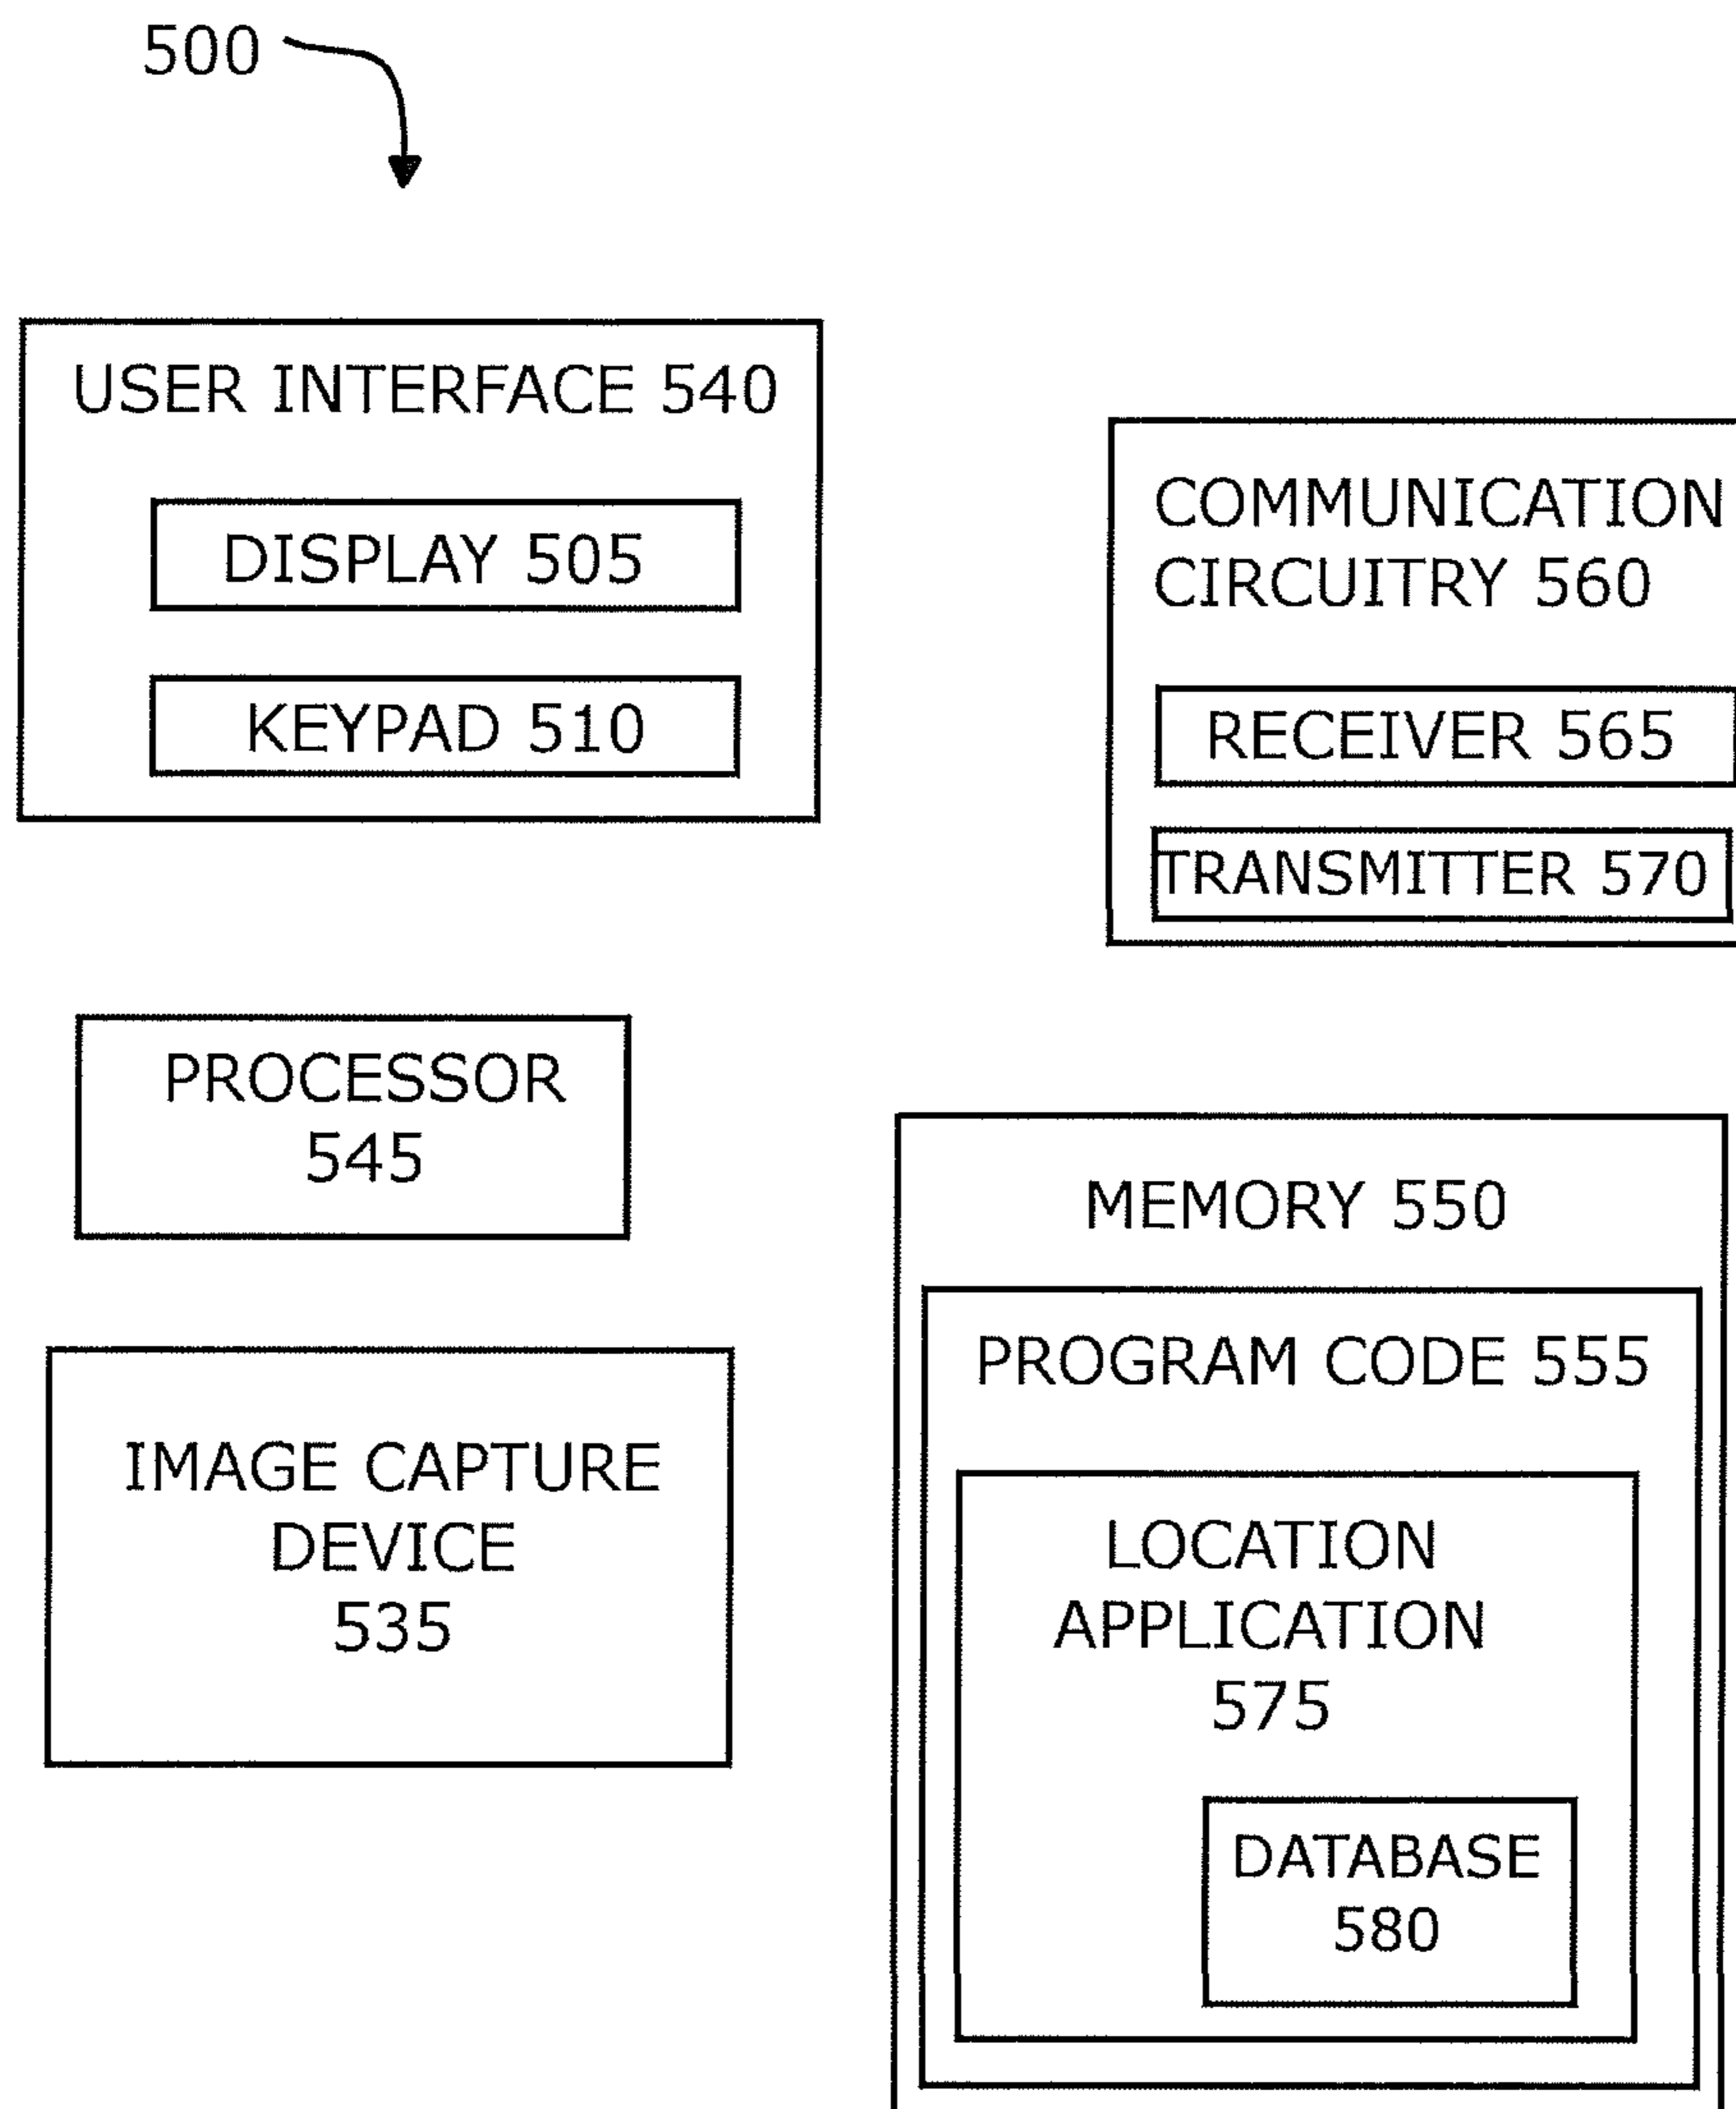 500
USER INTERFACE 540
DISPLAY 505
KEYPAD 510
COMMUNICATION
CIRCUITRY 560
RECEIVER 565
TRANSMITTER 570
PROCESSOR
545
IMAGE CAPTURE
DEVICE
535
MEMORY 550
PROGRAM CODE 555
LOCATION
APPLICATION
575
DATABASE
580